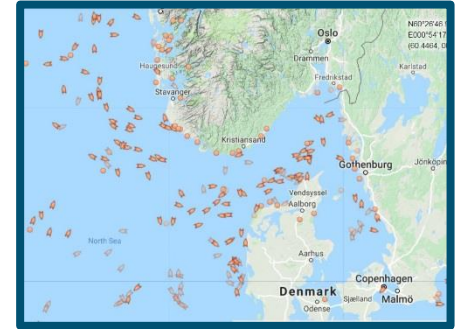 Oslo
N60°26'46.
E000°54'17
(60.4464, 0
Drammen
Karlstad
Haugesund
Fredrikstad
Stavanger
Kristiansand
Gothenburg
Jönköpin
Vendsyssel
Aalborg
North Sea
Aarhus
Copenhagen
Denmark
Sjælland
Malmö
Odense